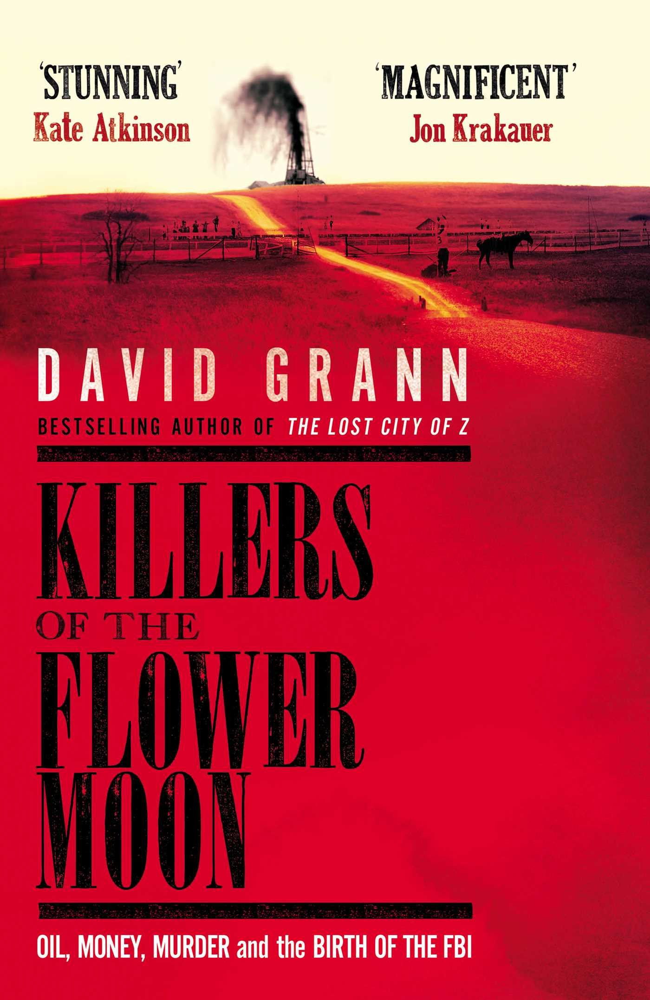 ‘STUNNING’
Kate Atkinson
‘MAGNIFICENT’
Jon Krakauer
3
DAVID GRANN
BESTSELLING AUTHOR OF THE LOST CITY OF Z
KILLERS
OF THE
FLOWER
MOON
OIL, MONEY, MURDER and the BIRTH OF THE FBI